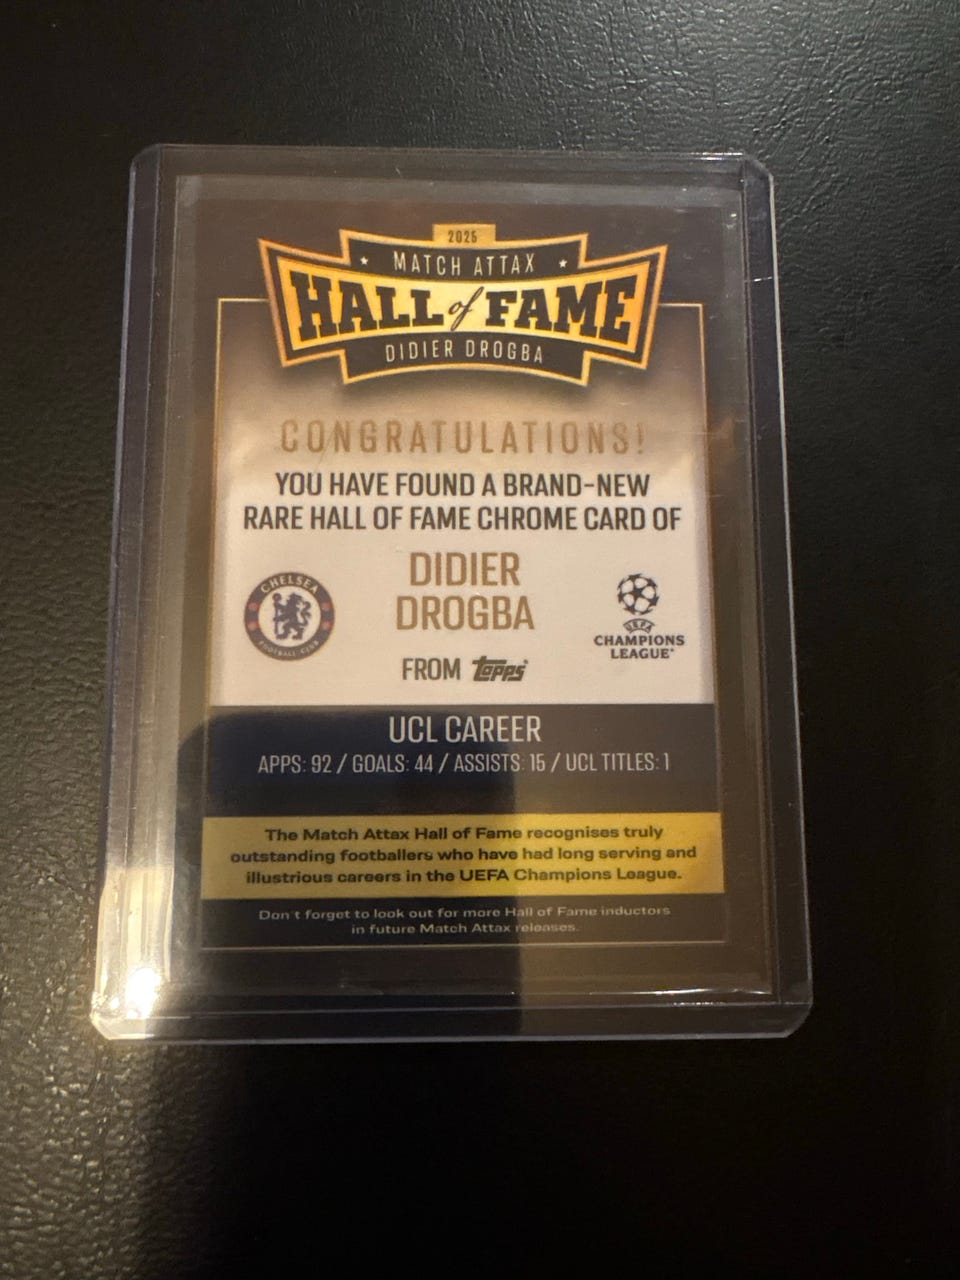 2025
MATCH ATTAX
HALL of FAME
DIDIER DROGBA
CONGRATULATIONS!
YOU HAVE FOUND A BRAND-NEW
RARE HALL OF FAME CHROME CARD OF
DIDIER
DROGBA
CHELSEA
FOOTBALL CLUB
UEFA
CHAMPIONS
LEAGUE®
FROM Topps®
UCL CAREER
APPS: 92 / GOALS: 44 / ASSISTS: 15 / UCL TITLES: 1
The Match Attax Hall of Fame recognises truly
outstanding footballers who have had long serving and
illustrious careers in the UEFA Champions League.
Don't forget to look out for more Hall of Fame inductors
in future Match Attax releases.